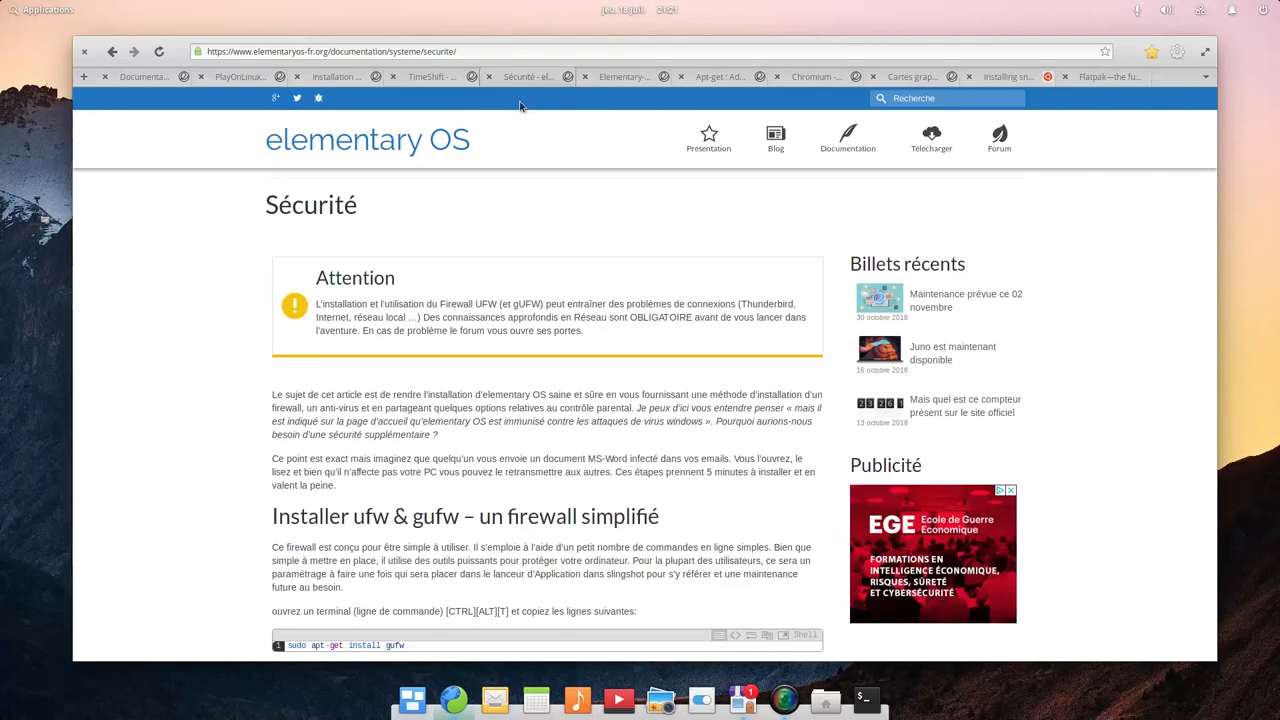 Applications
jeu. 18 juil. 21:21
https://www.elementaryos-fr.org/documentation/systeme/securite/
Documenta...
PlayOnLinux...
Installation ...
TimeShift - ...
Sécurité - el...
Elementary-...
Apt-get : Ad...
Chromium -...
Cartes grap...
Installing sn...
Flatpak—the fu...
g+
Recherche
elementary OS
Présentation
Blog
Documentation
Télécharger
Forum
Sécurité
Attention
L'installation et l'utilisation du Firewall UFW (et gUFW) peut entraîner des problèmes de connexions (Thunderbird,
Internet, réseau local ...) Des connaissances approfondis en Réseau sont OBLIGATOIRE avant de vous lancer dans
l'aventure. En cas de problème le forum vous ouvre ses portes.
Le sujet de cet article est de rendre l'installation d'elementary OS saine et sûre en vous fournissant une méthode d'installation d'un
firewall, un anti-virus et en partageant quelques options relatives au contrôle parental. Je peux d'ici vous entendre penser « mais il
est indiqué sur la page d'accueil qu'elementary OS est immunisé contre les attaques de virus windows ». Pourquoi aurions-nous
besoin d'une sécurité supplémentaire ?
Ce point est exact mais imaginez que quelqu'un vous envoie un document MS-Word infecté dans vos emails. Vous l'ouvrez, le
lisez et bien qu'il n'affecte pas votre PC vous pouvez le retransmettre aux autres. Ces étapes prennent 5 minutes à installer et en
valent la peine.
Installer ufw & gufw – un firewall simplifié
Ce firewall est conçu pour être simple à utiliser. Il s'emploie à l'aide d'un petit nombre de commandes en ligne simples. Bien que
simple à mettre en place, il utilise des outils puissants pour protéger votre ordinateur. Pour la plupart des utilisateurs, ce sera un
paramétrage à faire une fois qui sera placer dans le lanceur d'Application dans slingshot pour s'y référer et une maintenance
future au besoin.
ouvrez un terminal (ligne de commande) [CTRL][ALT][T] et copiez les lignes suivantes:
Shell
1 sudo apt-get install gufw
Billets récents
Maintenance prévue ce 02
novembre
30 octobre 2018
Juno est maintenant
disponible
16 octobre 2018
23 261
Mais quel est ce compteur
présent sur le site officiel
13 octobre 2018
Publicité
EGE Ecole de Guerre
Economique
FORMATIONS EN
INTELLIGENCE ÉCONOMIQUE,
RISQUES, SÛRETÉ
ET CYBERSÉCURITÉ
1
$-